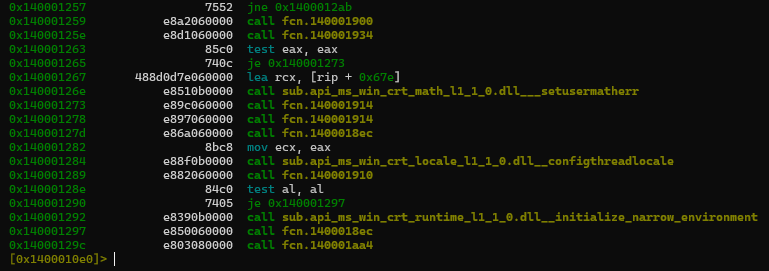 0x140001257 7552 jne 0x1400012ab
0x140001259 e8a2060000 call fcn.140001900
0x14000125e e8d1060000 call fcn.140001934
0x140001263 85c0 test eax, eax
0x140001265 740c je 0x140001273
0x140001267 488d0d7e060000 lea rcx, [rip + 0x67e]
0x14000126e e8510b0000 call sub.api_ms_win_crt_math_l1_1_0.dll___setusermatherr
0x140001273 e89c060000 call fcn.140001914
0x140001278 e897060000 call fcn.140001914
0x14000127d e86a060000 call fcn.1400018ec
0x140001282 8bc8 mov ecx, eax
0x140001284 e88f0b0000 call sub.api_ms_win_crt_locale_l1_1_0.dll__configthreadlocale
0x140001289 e882060000 call fcn.140001910
0x14000128e 84c0 test al, al
0x140001290 7405 je 0x140001297
0x140001292 e8390b0000 call sub.api_ms_win_crt_runtime_l1_1_0.dll__initialize_narrow_environment
0x140001297 e850060000 call fcn.1400018ec
0x14000129c e803080000 call fcn.140001aa4
[0x1400010e0]>